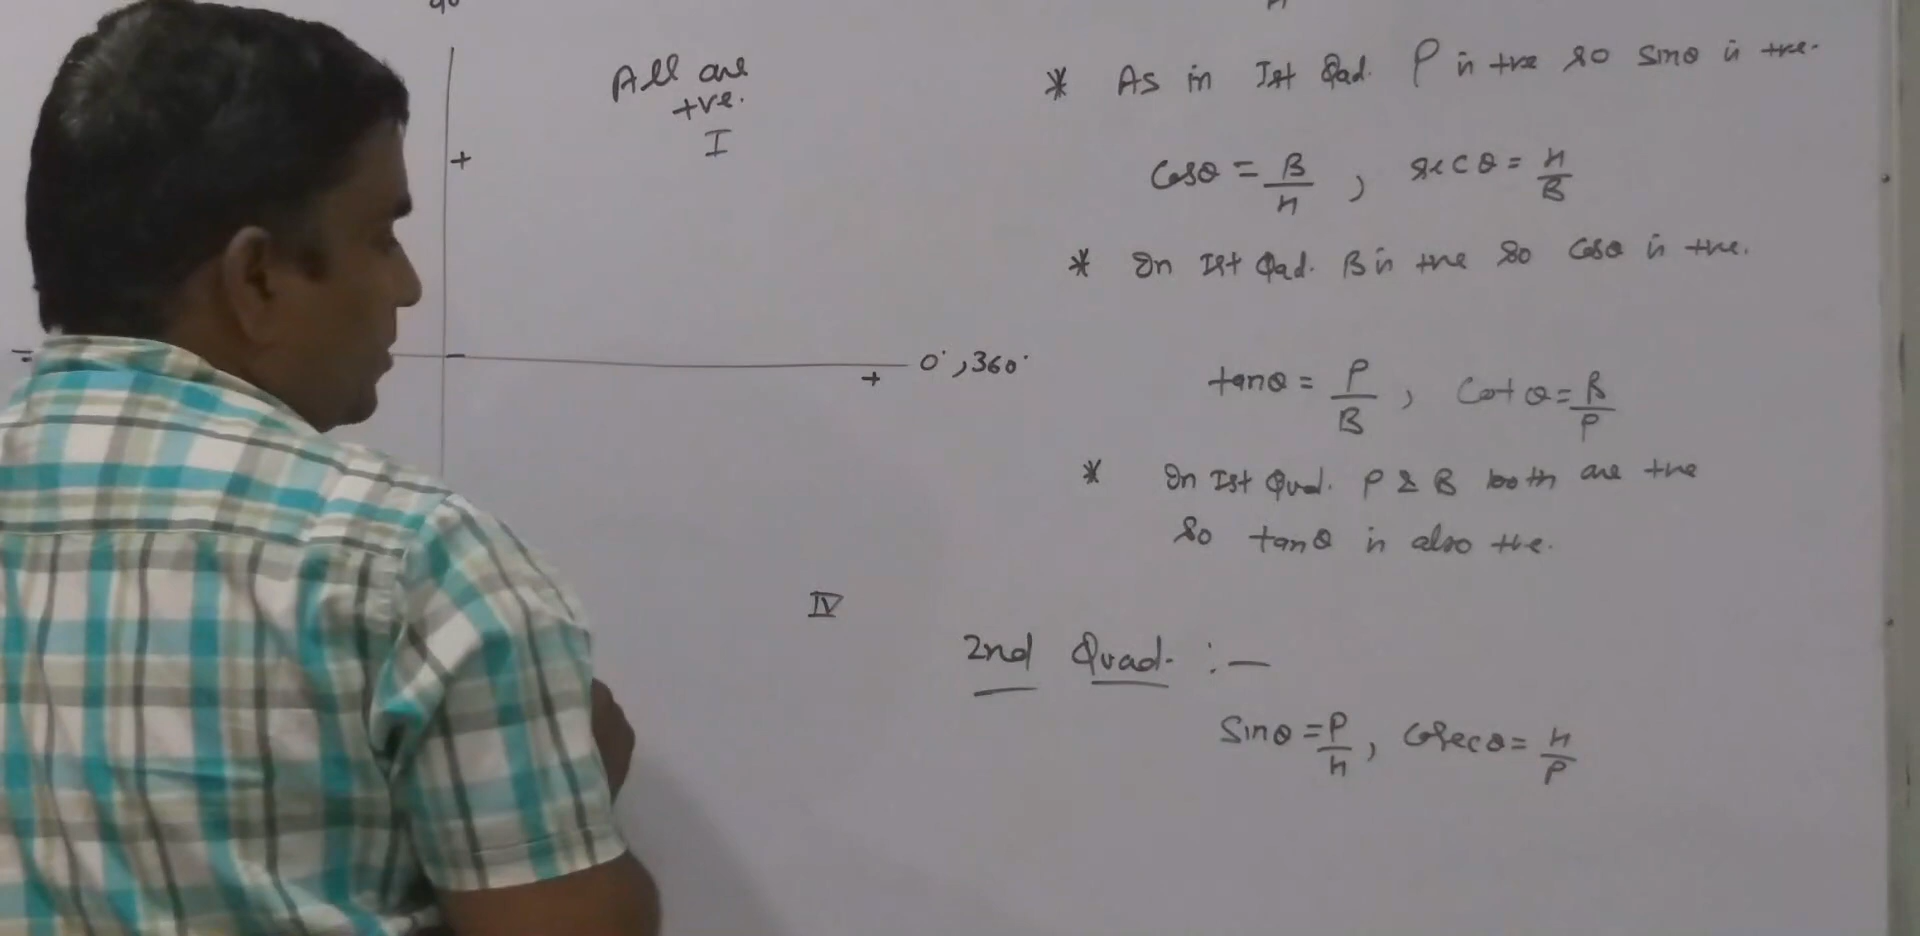 All are
+ve.
I
+
0°, 360°
+
IV
* As in Ist Qad. P is +ve so sinθ is +ve.
Cosθ = B/H , secθ = H/B
* In Ist Qad. B is +ve so Cosθ is +ve.
tanθ = P/B , Cotθ = B/P
* In Ist Quad. P & B both are +ve
so tanθ is also +ve.
2nd Quad. :—
Sinθ = P/H , Cosecθ = H/P